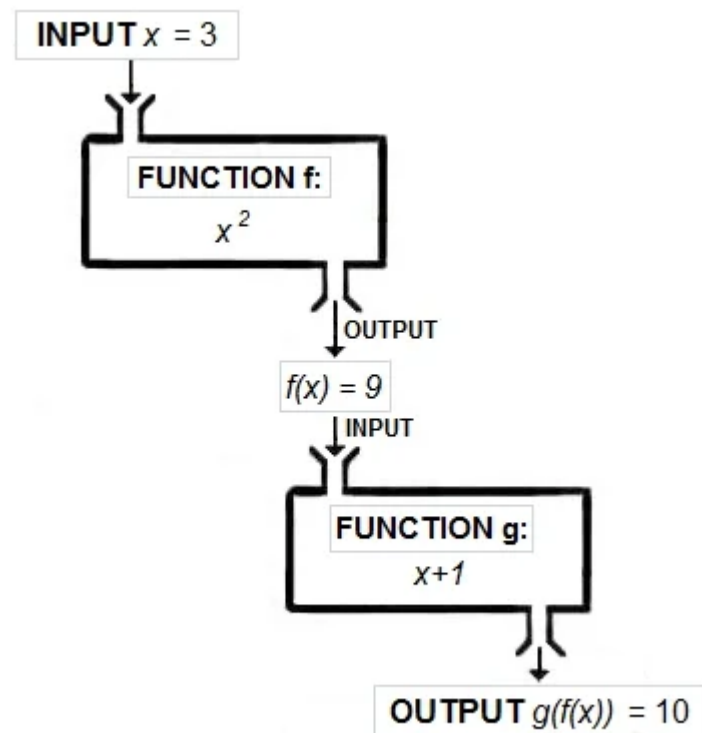 INPUT x = 3
FUNCTION f:
x²
OUTPUT
f(x) = 9
INPUT
FUNCTION g:
x+1
OUTPUT g(f(x)) = 10